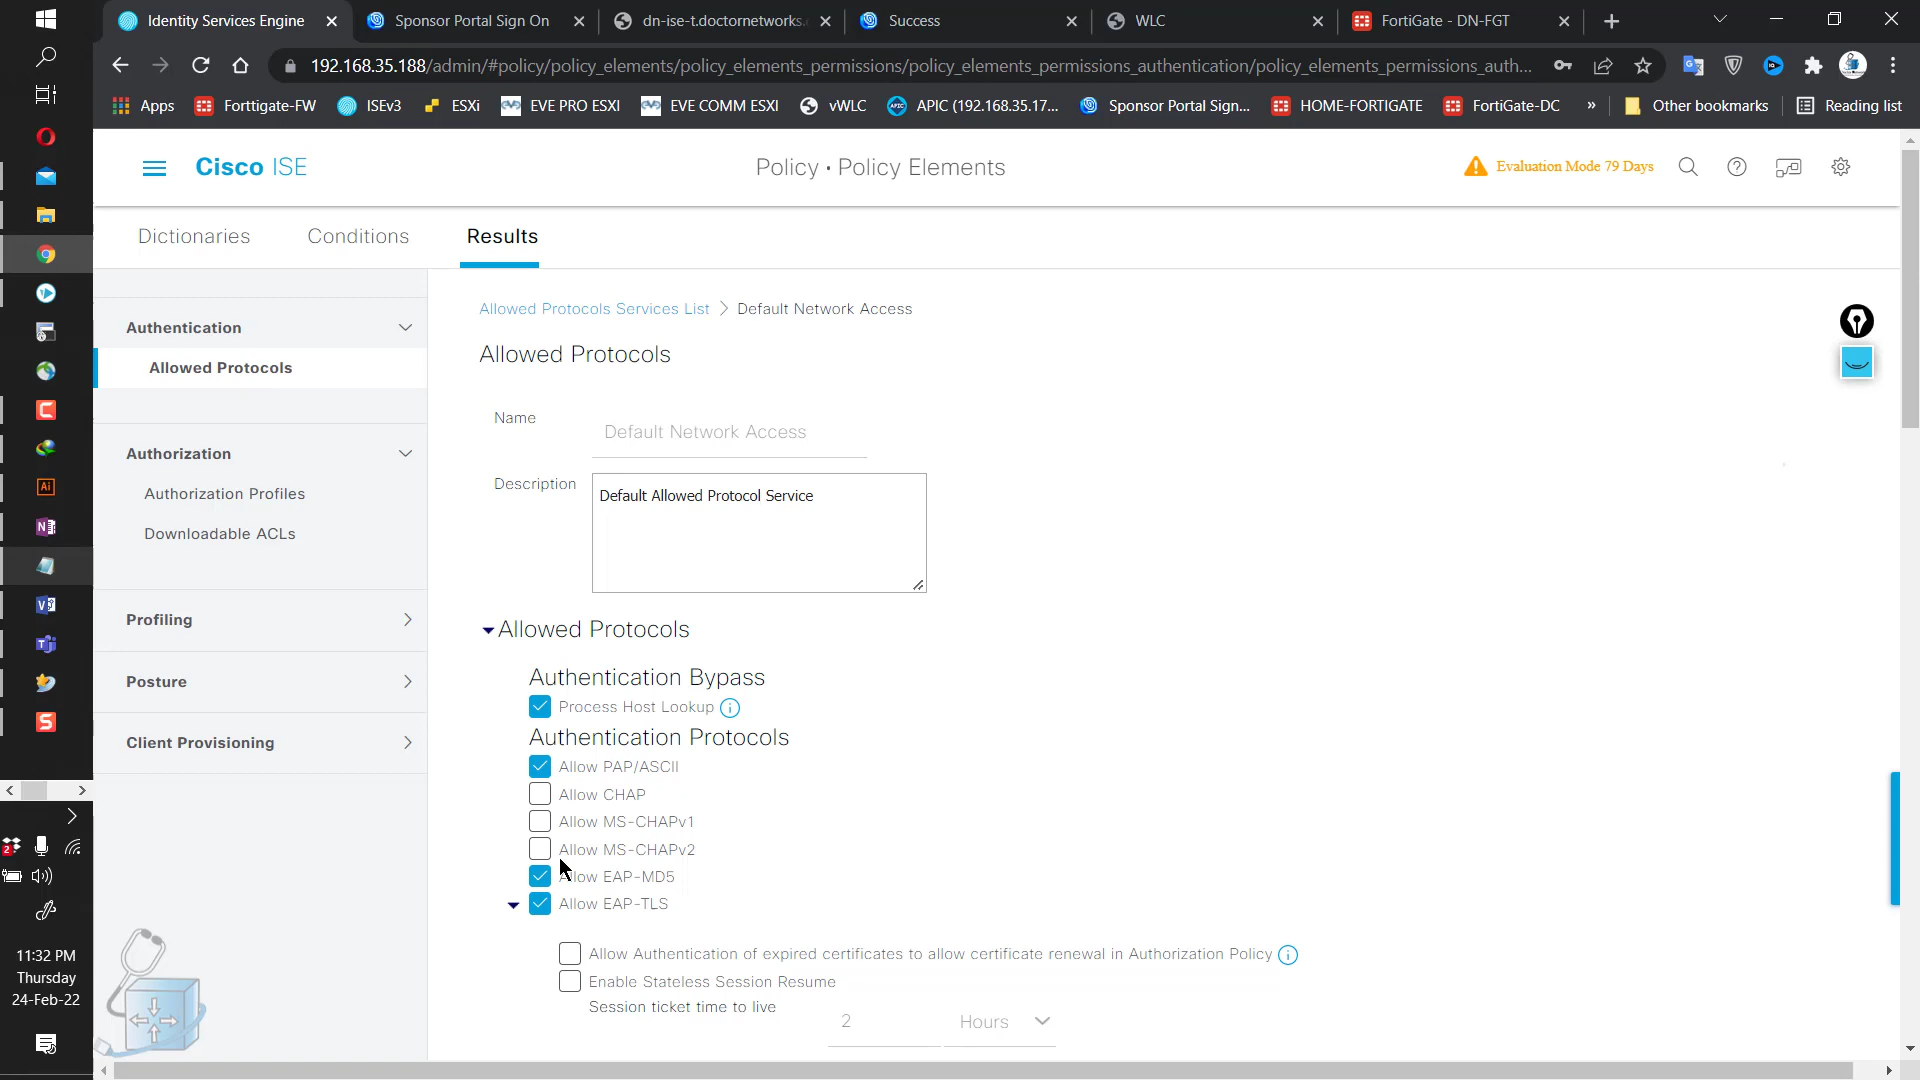 Identity Services Engine
Sponsor Portal Sign On
dn-ise-t.doctornetworks.
Success
WLC
FortiGate - DN-FGT
192.168.35.188/admin/#policy/policy_elements/policy_elements_permissions/policy_elements_permissions_authentication/policy_elements_permissions_auth...
Apps
Forttigate-FW
ISEv3
ESXi
EVE PRO ESXI
EVE COMM ESXI
vWLC
APIC (192.168.35.17...
Sponsor Portal Sign...
HOME-FORTIGATE
FortiGate-DC
»
Other bookmarks
Reading list
Cisco ISE
Policy · Policy Elements
Evaluation Mode 79 Days
Dictionaries
Conditions
Results
Authentication
Allowed Protocols
Authorization
Authorization Profiles
Downloadable ACLs
Profiling
Posture
Client Provisioning
Allowed Protocols Services List > Default Network Access
Allowed Protocols
Name
Default Network Access
Description
Default Allowed Protocol Service
Allowed Protocols
Authentication Bypass
Process Host Lookup
Authentication Protocols
Allow PAP/ASCII
Allow CHAP
Allow MS-CHAPv1
Allow MS-CHAPv2
Allow EAP-MD5
Allow EAP-TLS
Allow Authentication of expired certificates to allow certificate renewal in Authorization Policy
Enable Stateless Session Resume
Session ticket time to live
2
Hours
11:32 PM
Thursday
24-Feb-22